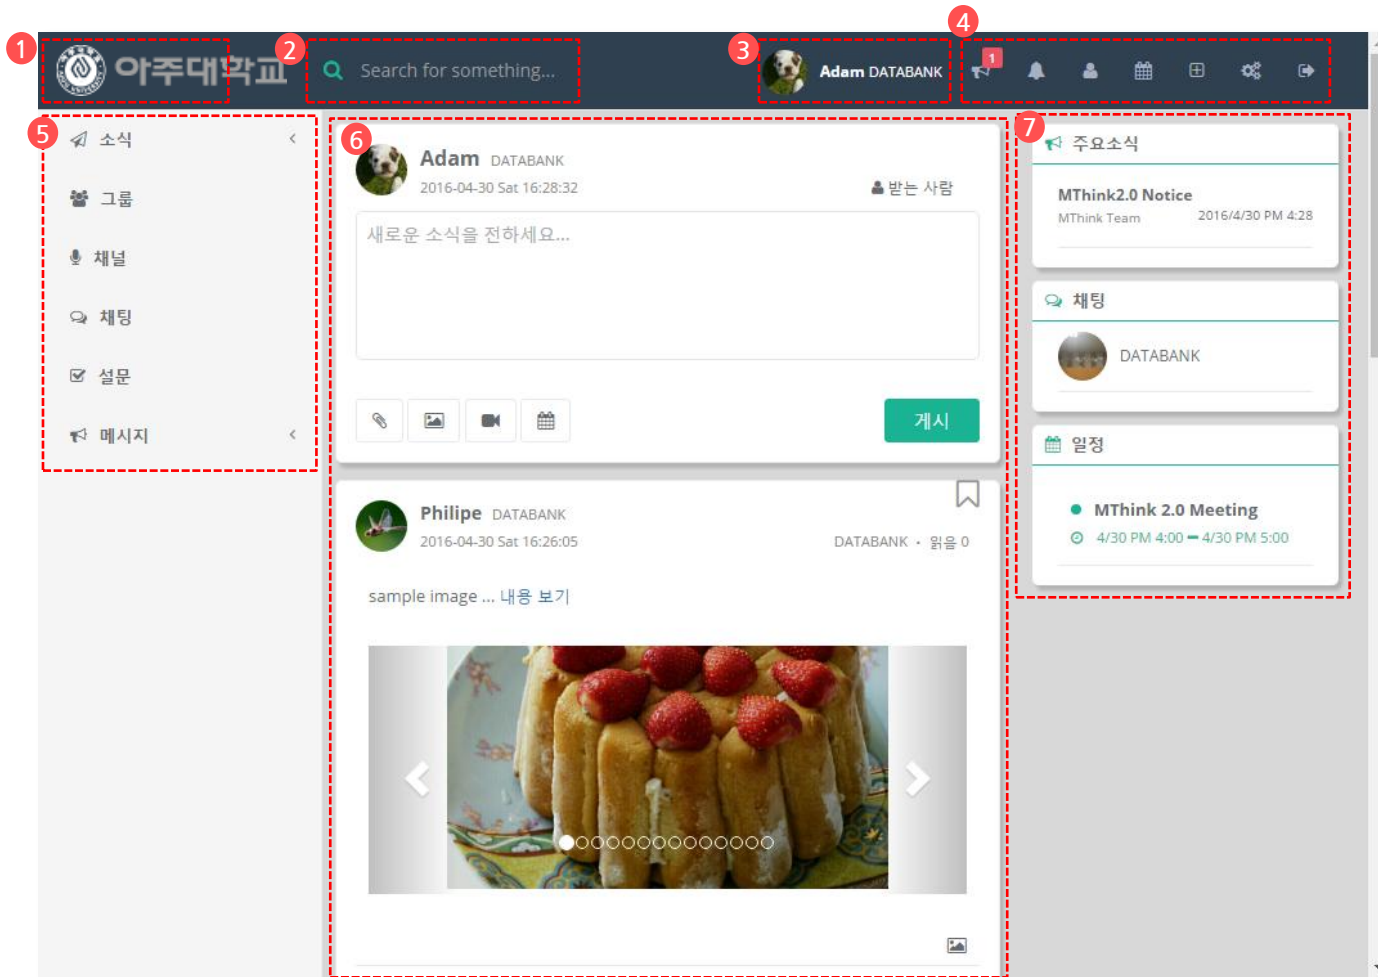 1
아주대학교
2
Search for something...
3
Adam DATABANK
4
1
5
소식
그룹
채널
채팅
설문
메시지
6
Adam DATABANK
2016-04-30 Sat 16:28:32
받는 사람
새로운 소식을 전하세요...
게시
Philipe DATABANK
2016-04-30 Sat 16:26:05
DATABANK · 읽음 0
sample image ... 내용 보기
7
주요소식
MThink2.0 Notice
MThink Team 2016/4/30 PM 4:28
채팅
DATABANK
일정
MThink 2.0 Meeting
4/30 PM 4:00 ━ 4/30 PM 5:00